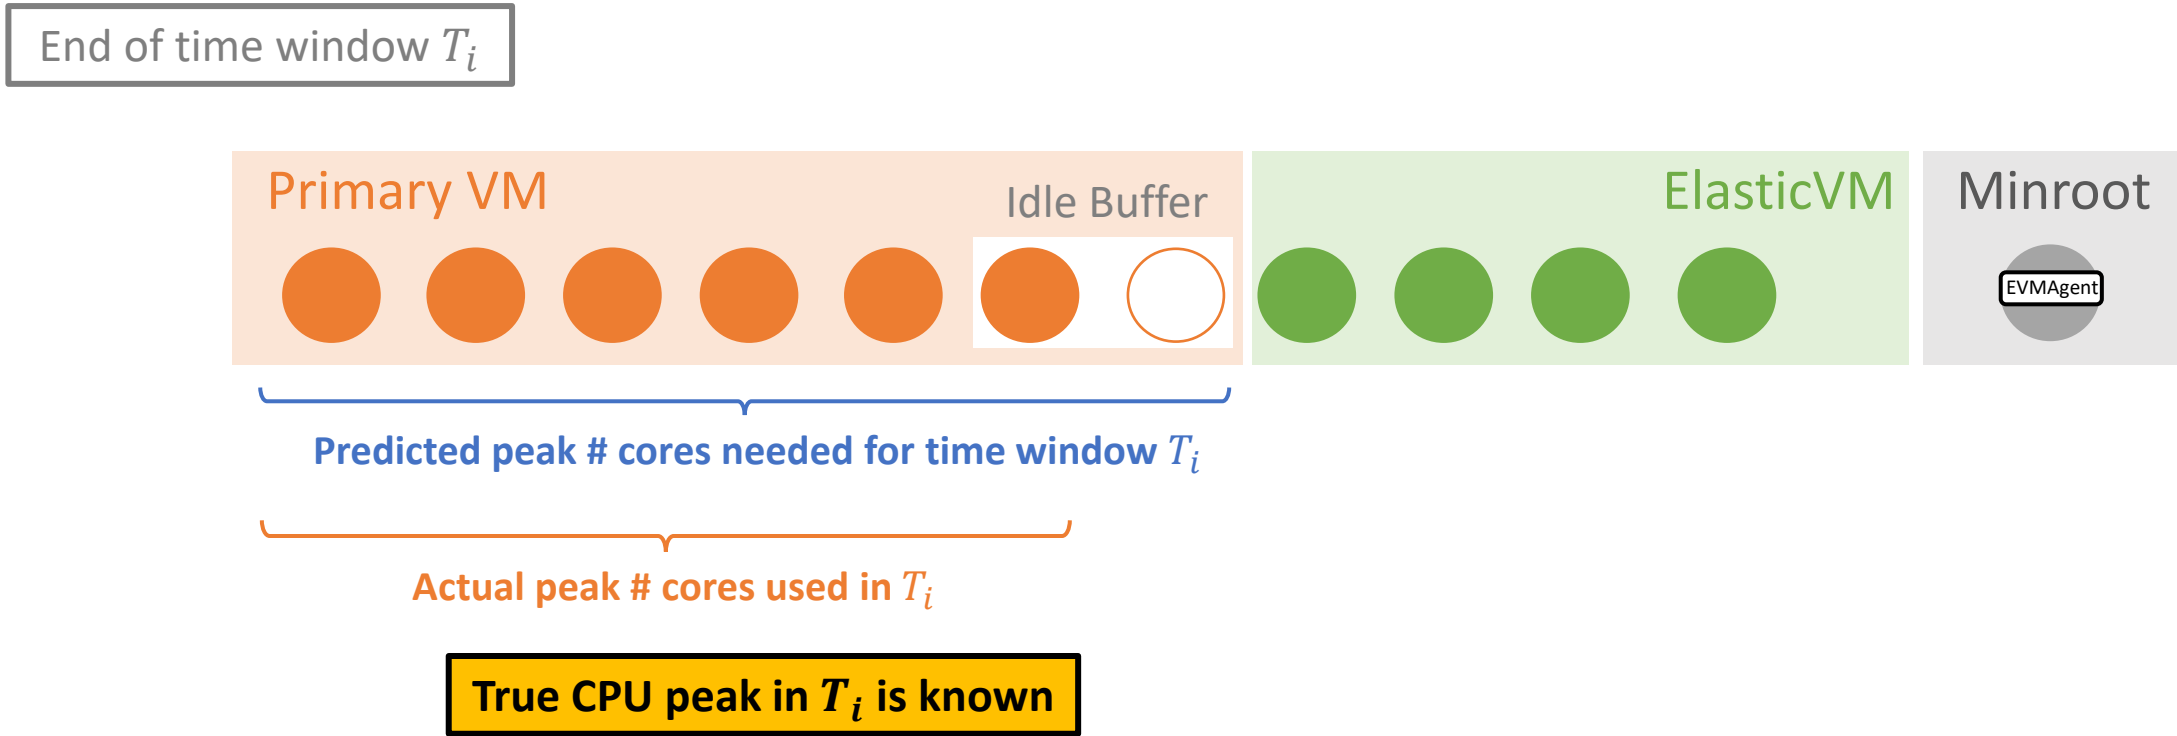 End of time window T_i
Primary VM
Idle Buffer
ElasticVM
Minroot
EVMAgent
Predicted peak # cores needed for time window T_i
Actual peak # cores used in T_i
True CPU peak in T_i is known